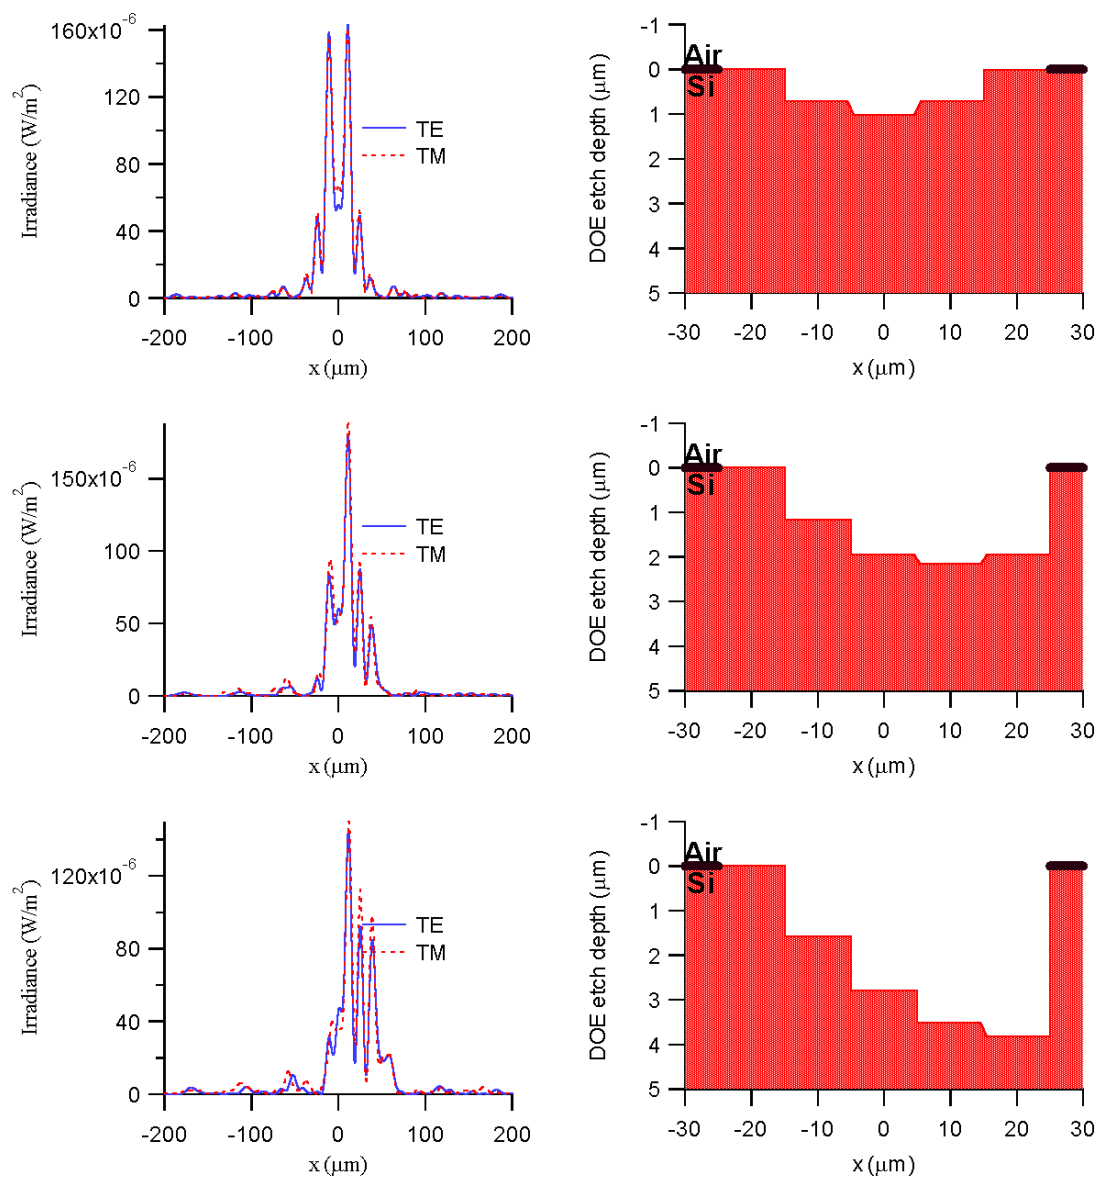 160x10-6
120
80
40
0
Irradiance (W/m2)
TE
TM
-200 -100 0 100 200
x (μm)
-1
0
1
2
3
4
5
DOE etch depth (μm)
Air
Si
-30 -20 -10 0 10 20 30
x (μm)
150x10-6
100
50
0
Irradiance (W/m2)
TE
TM
-200 -100 0 100 200
x (μm)
-1
0
1
2
3
4
5
DOE etch depth (μm)
Air
Si
-30 -20 -10 0 10 20 30
x (μm)
120x10-6
80
40
0
Irradiance (W/m2)
TE
TM
-200 -100 0 100 200
x (μm)
-1
0
1
2
3
4
5
DOE etch depth (μm)
Air
Si
-30 -20 -10 0 10 20 30
x (μm)